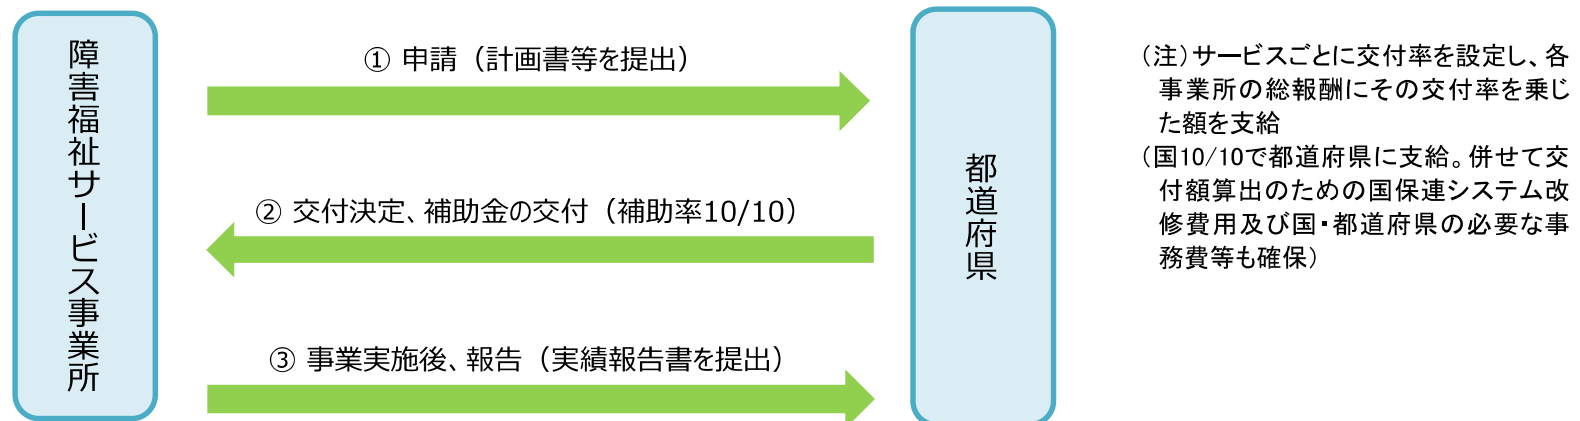 障害福祉サービス事業所
① 申請（計画書等を提出）
② 交付決定、補助金の交付（補助率10/10）
③ 事業実施後、報告（実績報告書を提出）
都道府県
（注）サービスごとに交付率を設定し、各
事業所の総報酬にその交付率を乗じ
た額を支給
（国10/10で都道府県に支給。併せて交
付額算出のための国保連システム改
修費用及び国・都道府県の必要な事
務費等も確保）